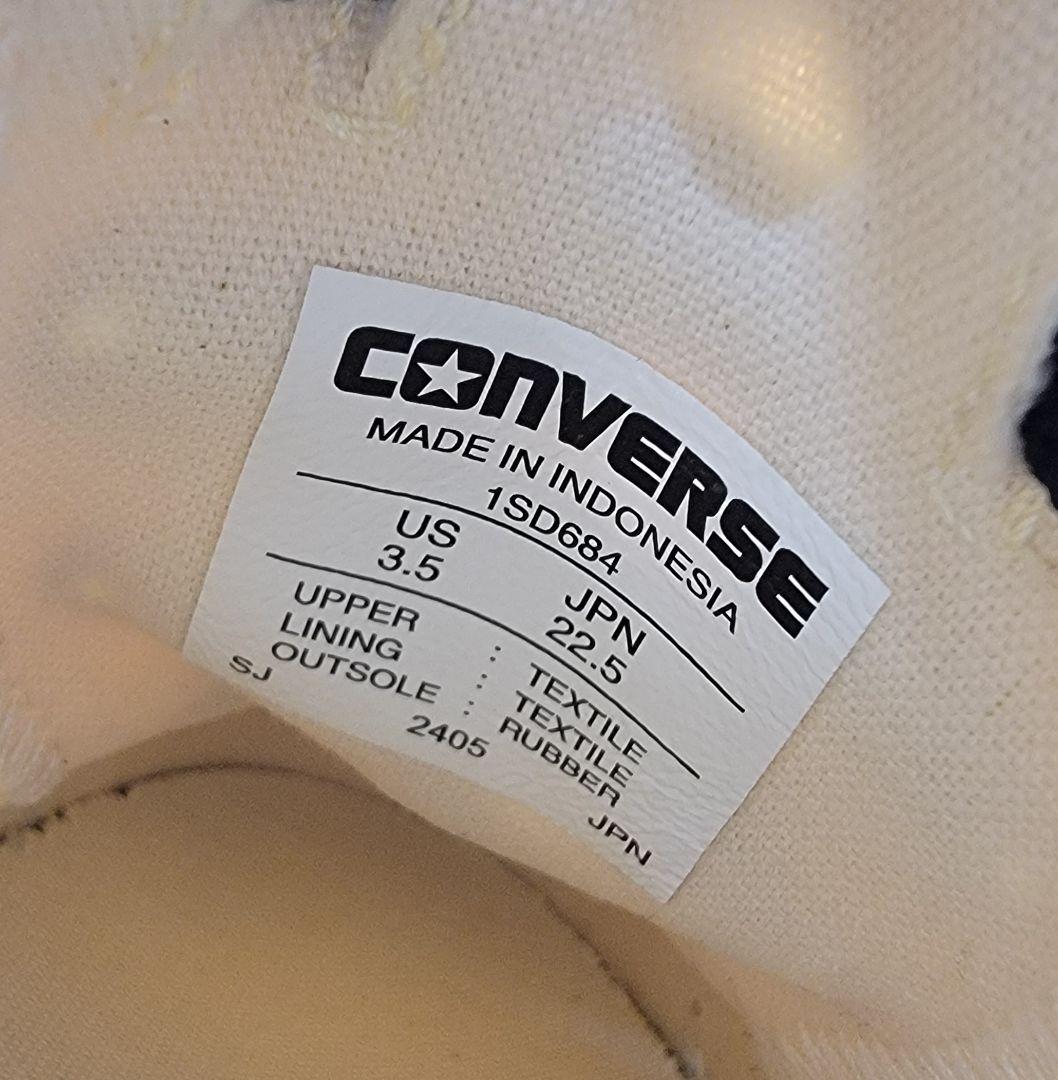 CONVERSE
MADE IN INDONESIA
1SD684
US JPN
3.5 22.5
UPPER : TEXTILE
LINING : TEXTILE
OUTSOLE : RUBBER
SJ 2405 JPN